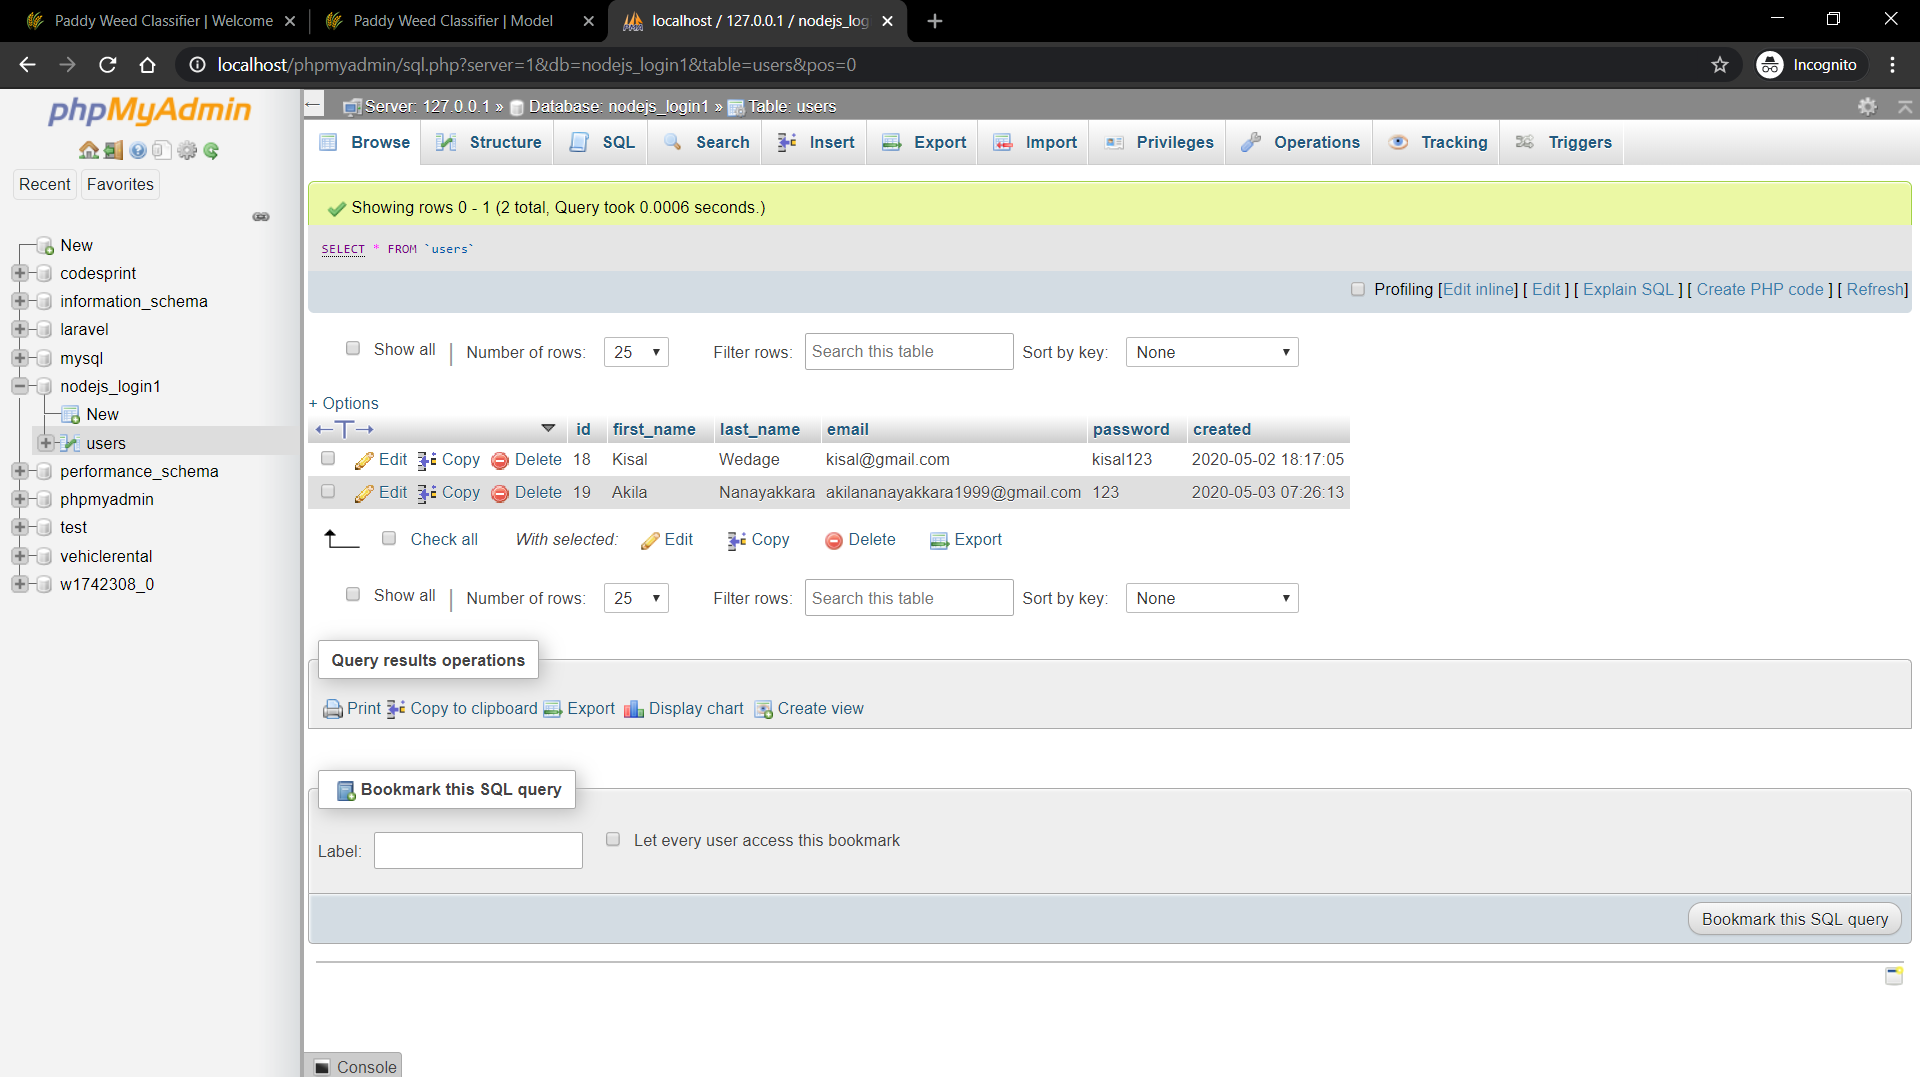 Paddy Weed Classifier | Welcome
Paddy Weed Classifier | Model
localhost / 127.0.0.1 / nodejs_log
localhost/phpmyadmin/sql.php?server=1&db=nodejs_login1&table=users&pos=0
Incognito
phpMyAdmin
Recent Favorites
New
codesprint
information_schema
laravel
mysql
nodejs_login1
New
users
performance_schema
phpmyadmin
test
vehiclerental
w1742308_0
Server: 127.0.0.1 » Database: nodejs_login1 » Table: users
Browse Structure SQL Search Insert Export Import Privileges Operations Tracking Triggers
Showing rows 0 - 1 (2 total, Query took 0.0006 seconds.)
SELECT * FROM `users`
Profiling [Edit inline] [ Edit ] [ Explain SQL ] [ Create PHP code ] [ Refresh]
Show all | Number of rows: 25 Filter rows: Search this table Sort by key: None
+ Options
id first_name last_name email password created
Edit Copy Delete 18 Kisal Wedage kisal@gmail.com kisal123 2020-05-02 18:17:05
Edit Copy Delete 19 Akila Nanayakkara akilananayakkara1999@gmail.com 123 2020-05-03 07:26:13
Check all With selected: Edit Copy Delete Export
Show all | Number of rows: 25 Filter rows: Search this table Sort by key: None
Query results operations
Print Copy to clipboard Export Display chart Create view
Bookmark this SQL query
Label: Let every user access this bookmark
Bookmark this SQL query
Console